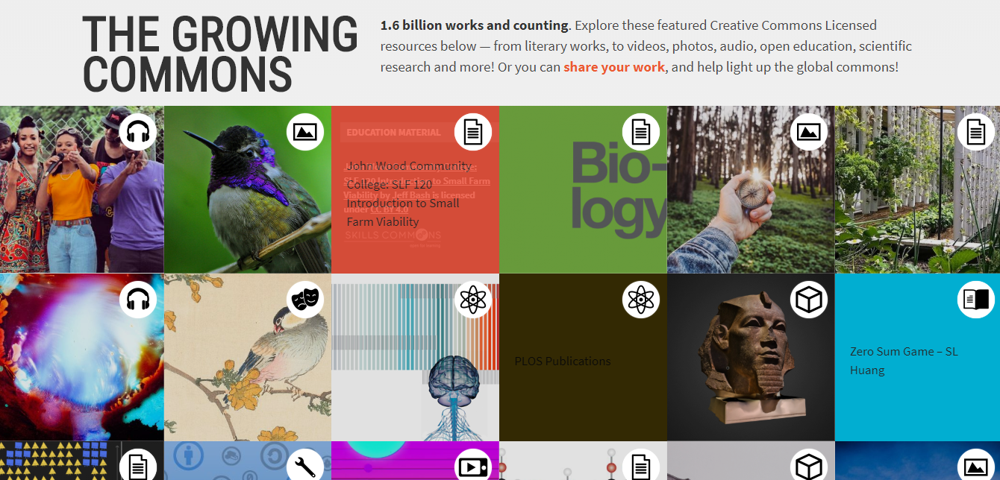 THE GROWING
COMMONS
1.6 billion works and counting. Explore these featured Creative Commons Licensed
resources below — from literary works, to videos, photos, audio, open education, scientific
research and more! Or you can share your work, and help light up the global commons!
EDUCATION MATERIAL
John Wood Community
College: SLF 120
Introduction to Small
Farm Viability
to Small Farm
Viability by Jeff Bash is licensed
under CC BY 4.0
SKILLS COMMONS
Bio-
logy
PLOS Publications
Zero Sum Game – SL
Huang